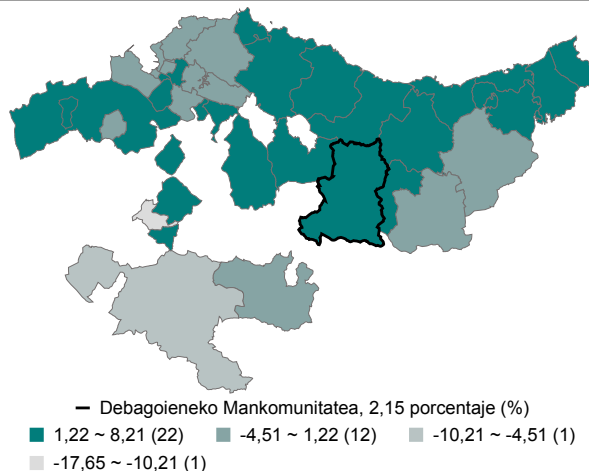 Debagoieneko Mankomunitatea, 2,15 porcentaje (%)
1,22 ~ 8,21 (22) -4,51 ~ 1,22 (12) -10,21 ~ -4,51 (1)
-17,65 ~ -10,21 (1)